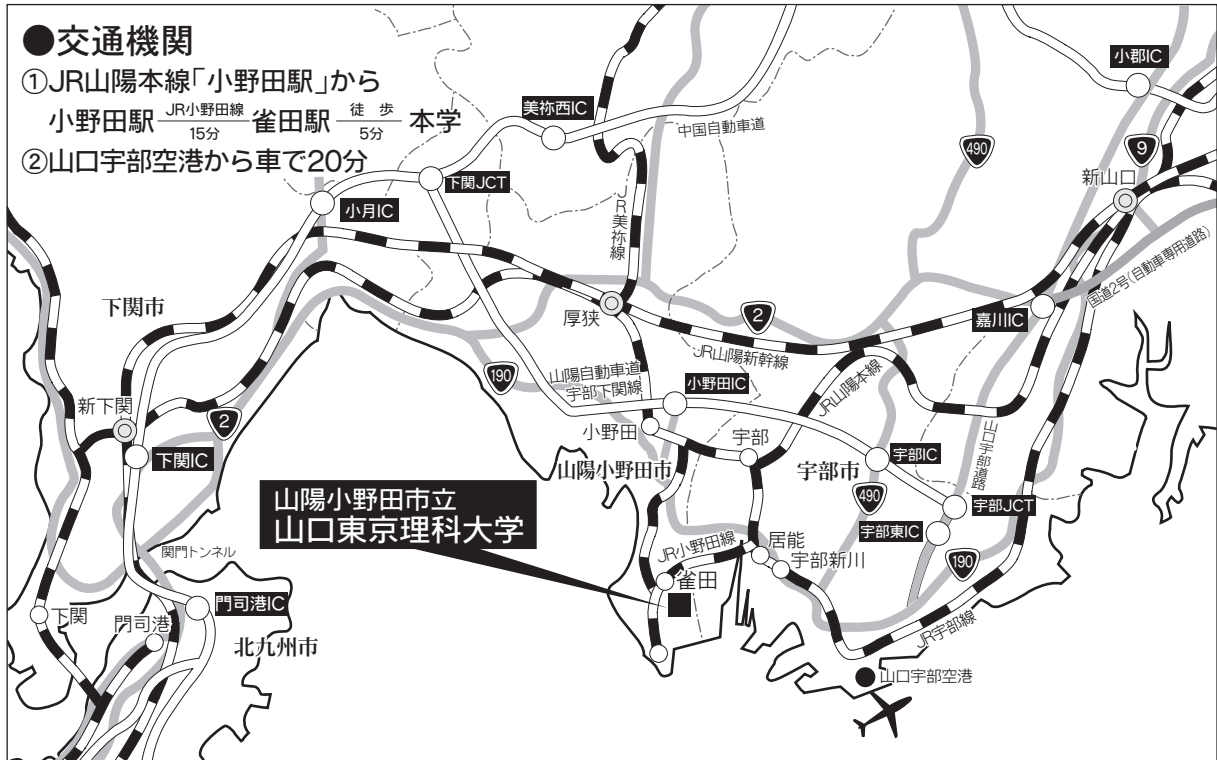 ●交通機関
①JR山陽本線「小野田駅」から
小野田駅 JR小野田線 15分 雀田駅 徒歩 5分 本学
②山口宇部空港から車で20分
小郡IC
美祢西IC
中国自動車道
490
9
新山口
下関JCT
小月IC
JR美祢線
国道2号(自動車専用道路)
下関市
厚狭
2
嘉川IC
JR山陽新幹線
190
山陽自動車道
宇部下関線
小野田IC
JR山陽本線
新下関
2
小野田
宇部
山口宇部道路
下関IC
山陽小野田市
宇部市
宇部IC
490
宇部JCT
山陽小野田市立
山口東京理科大学
宇部東IC
関門トンネル
JR小野田線
居能
宇部新川
190
雀田
下関
門司港
門司港IC
北九州市
JR宇部線
山口宇部空港